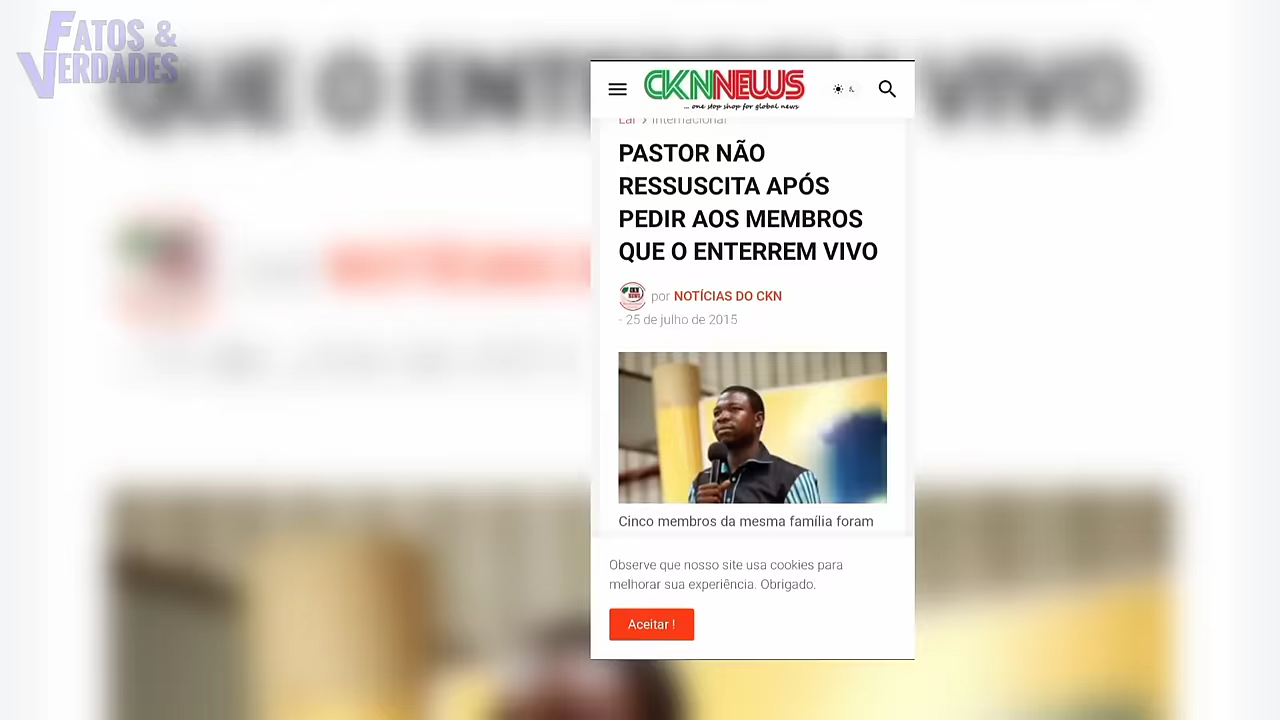 FATOS &
VERDADES
CKNNEWS
... one stop shop for global news
Lar > Internacional
PASTOR NÃO
RESSUSCITA APÓS
PEDIR AOS MEMBROS
QUE O ENTERREM VIVO
por NOTÍCIAS DO CKN
- 25 de julho de 2015
Cinco membros da mesma família foram
Observe que nosso site usa cookies para
melhorar sua experiência. Obrigado.
Aceitar !